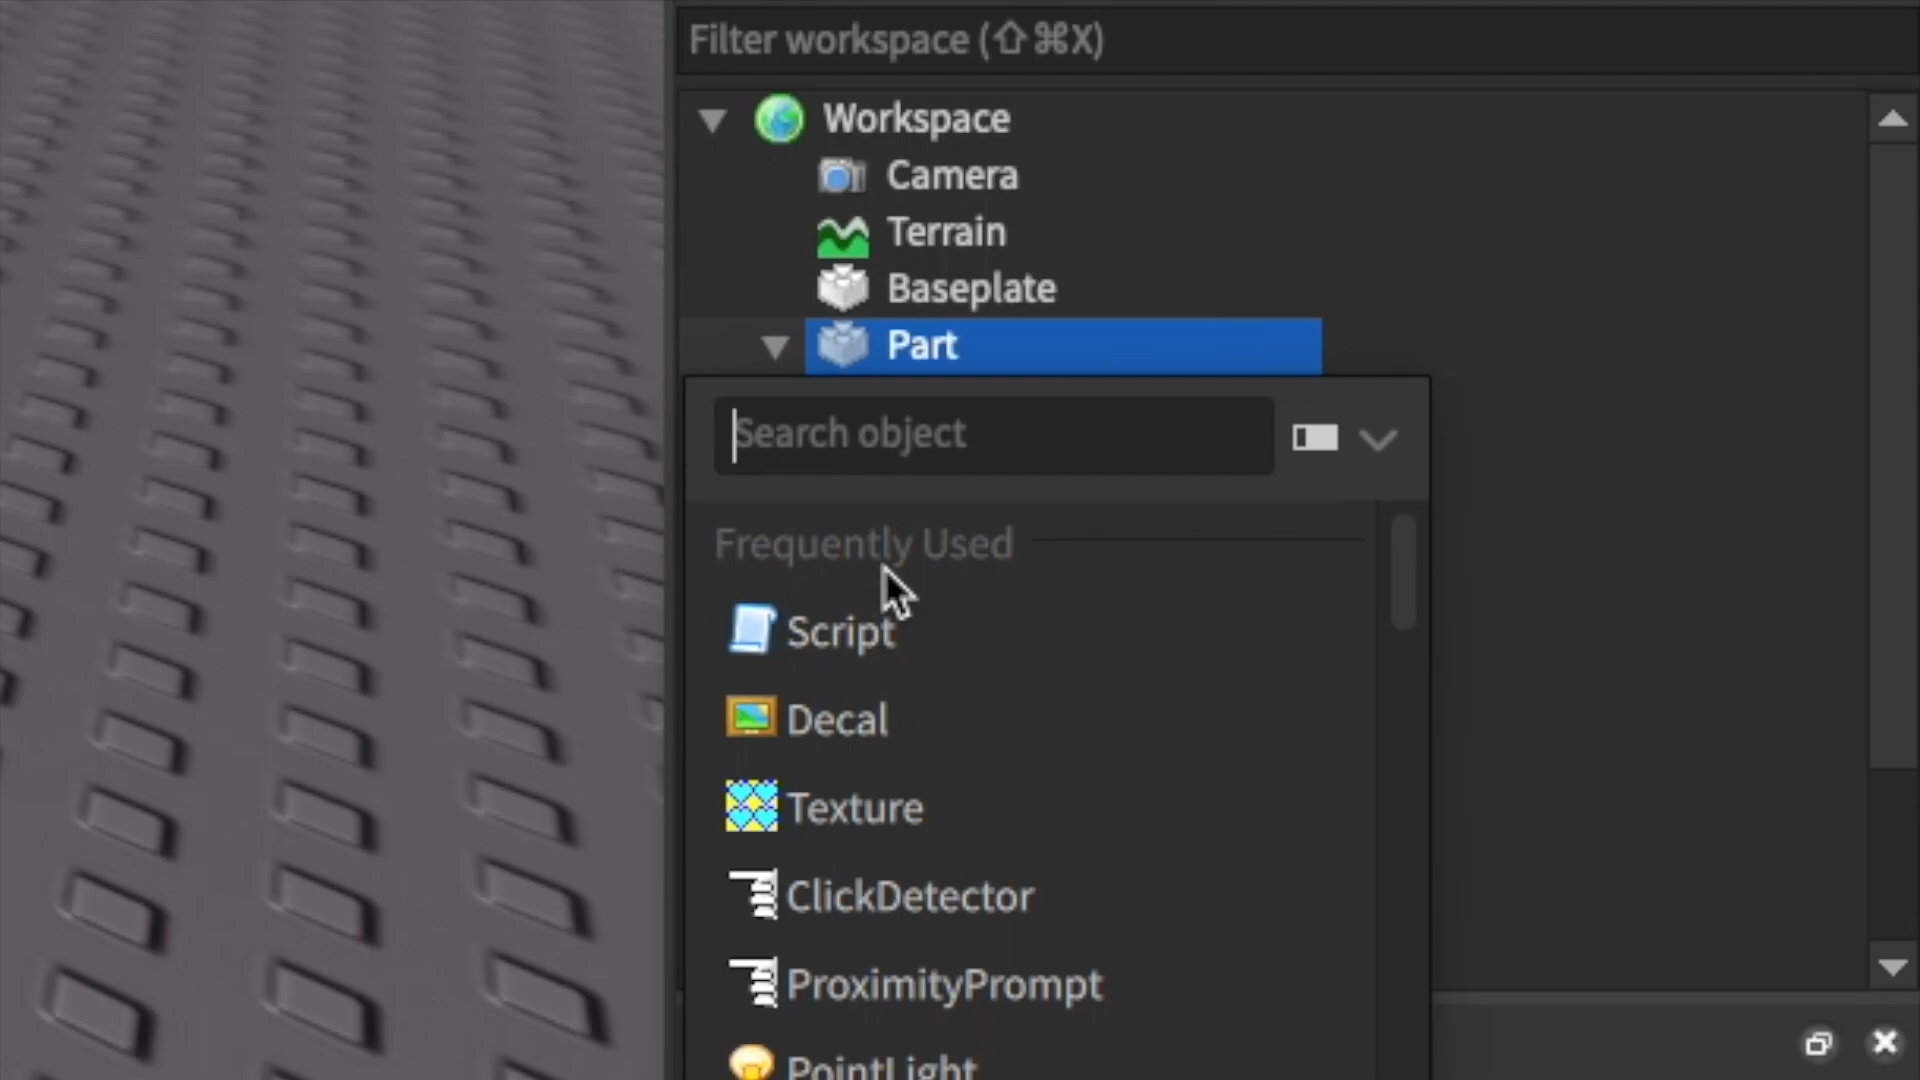 Filter workspace (⇧⌘X)
Workspace
Camera
Terrain
Baseplate
Part
Search object
Frequently Used
Script
Decal
Texture
ClickDetector
ProximityPrompt
PointLight